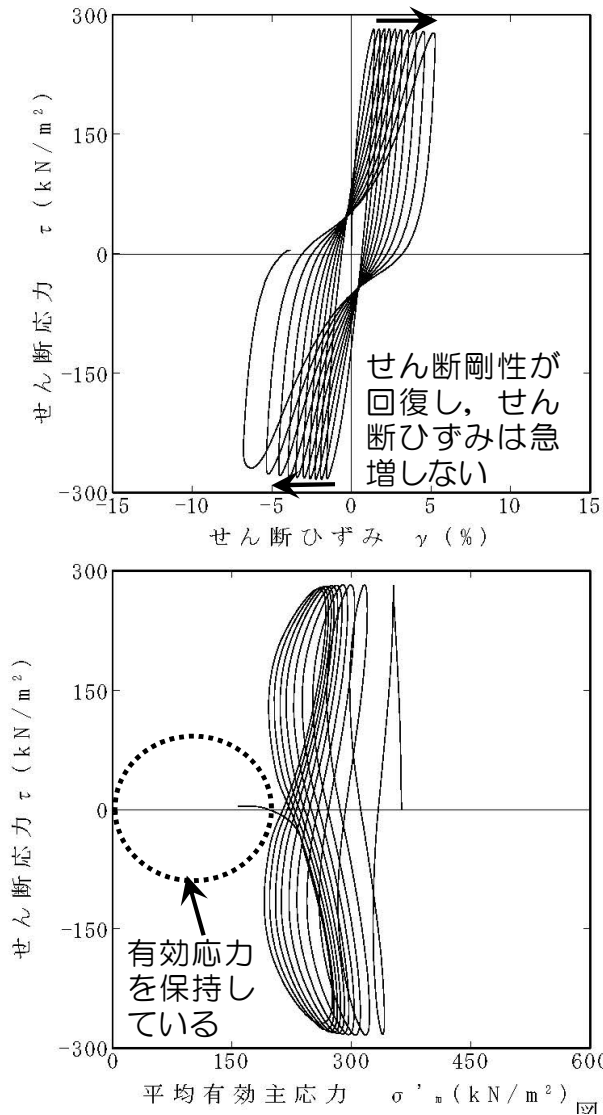 300
150
0
-150
-300
せん断応力 τ (kN/m²)
せん断剛性が
回復し，せん
断ひずみは急
増しない
-15 -10 -5 0 5 10 15
せん断ひずみ γ (%)
300
150
0
-150
-300
せん断応力 τ (kN/m²)
有効応力
を保持し
ている
0 150 300 450 600
平均有効主応力 σ'ₘ (kN/m²)
図